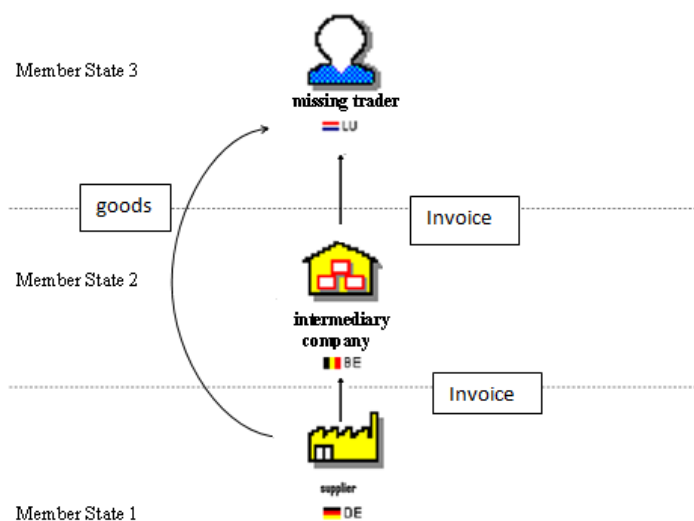 Member State 3
missing trader
LU
goods
Invoice
Member State 2
intermediary
company
BE
Invoice
supplier
Member State 1
DE